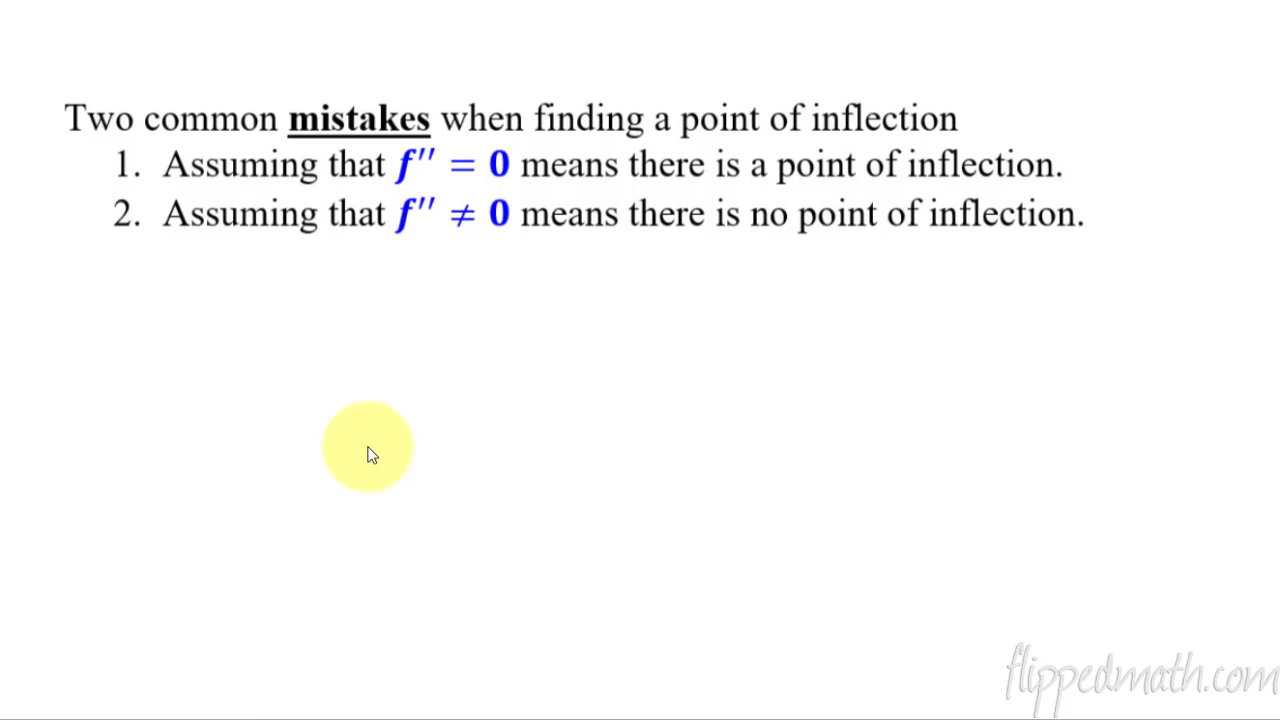 Two common mistakes when finding a point of inflection
1. Assuming that f″ = 0 means there is a point of inflection.
2. Assuming that f″ ≠ 0 means there is no point of inflection.
flippedmath.com